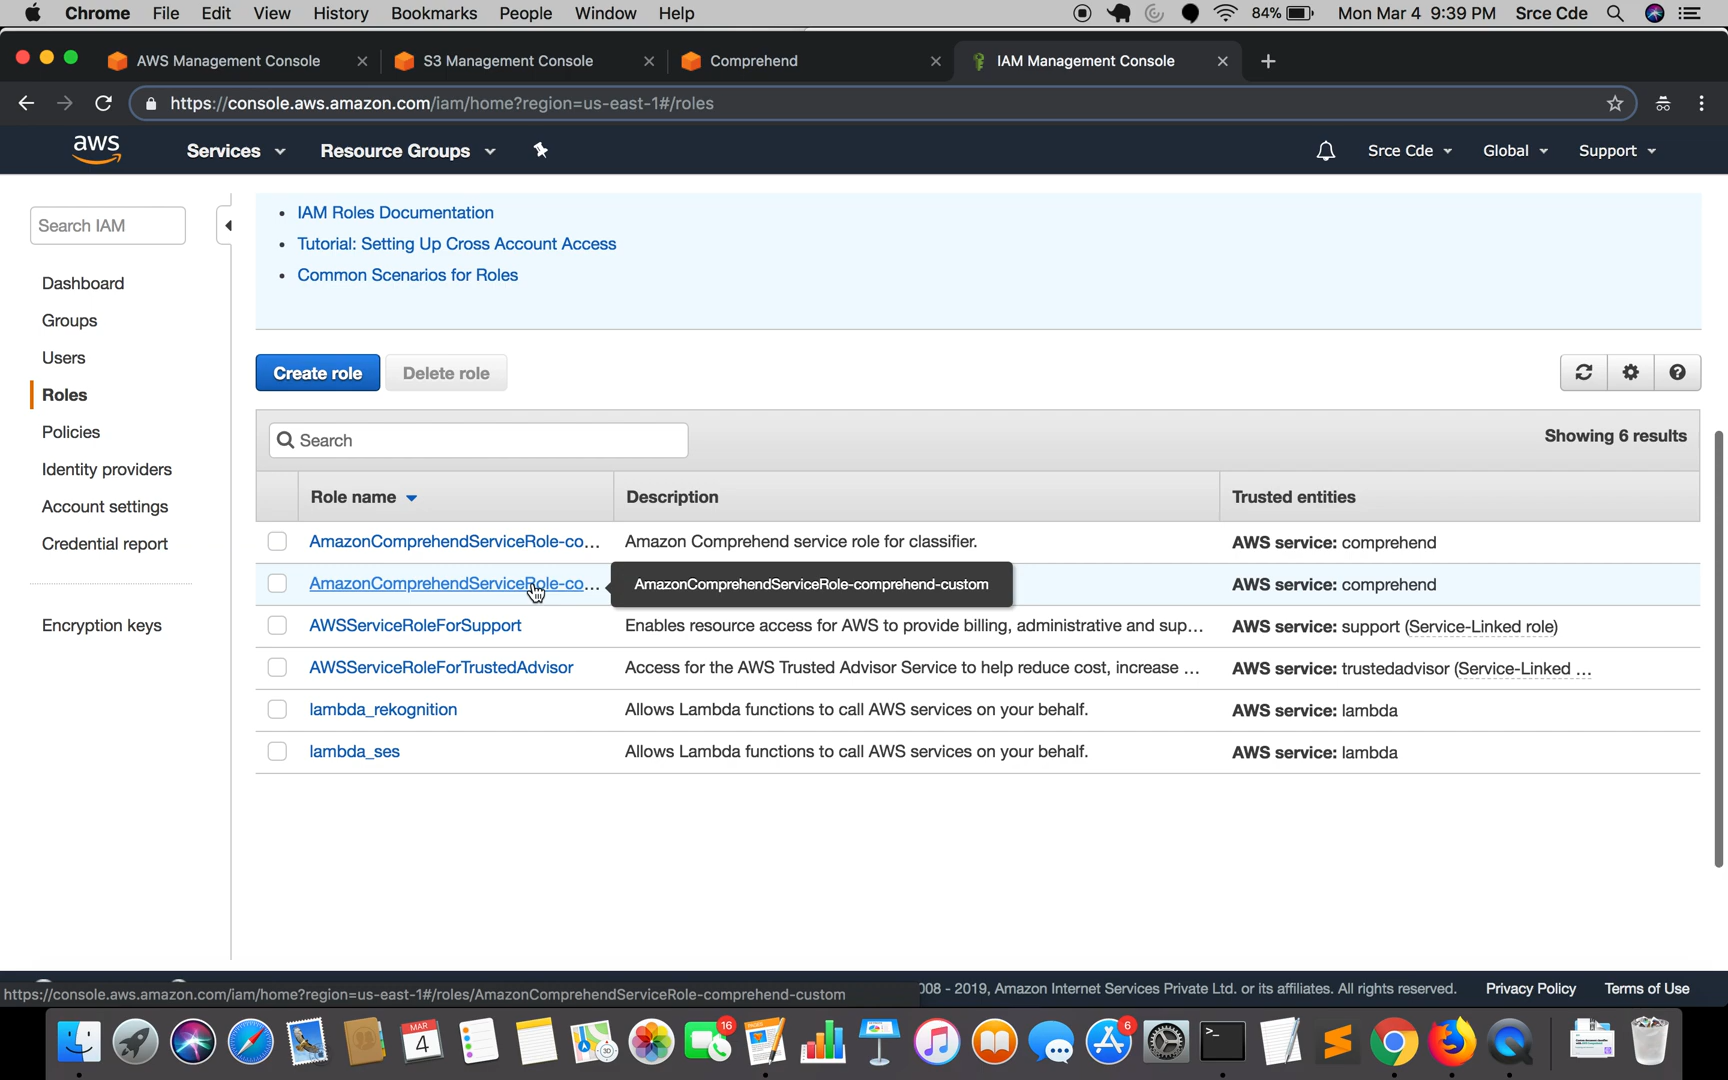 Chrome File Edit View History Bookmarks People Window Help 84% Mon Mar 4 9:39 PM Srce Cde
AWS Management Console S3 Management Console Comprehend IAM Management Console
https://console.aws.amazon.com/iam/home?region=us-east-1#/roles
aws Services Resource Groups Srce Cde Global Support
Search IAM
Dashboard
Groups
Users
Roles
Policies
Identity providers
Account settings
Credential report
Encryption keys
IAM Roles Documentation
Tutorial: Setting Up Cross Account Access
Common Scenarios for Roles
Create role Delete role
Search Showing 6 results
Role name Description Trusted entities
AmazonComprehendServiceRole-co... Amazon Comprehend service role for classifier. AWS service: comprehend
AmazonComprehendServiceRole-co... AmazonComprehendServiceRole-comprehend-custom AWS service: comprehend
AWSServiceRoleForSupport Enables resource access for AWS to provide billing, administrative and sup... AWS service: support (Service-Linked role)
AWSServiceRoleForTrustedAdvisor Access for the AWS Trusted Advisor Service to help reduce cost, increase ... AWS service: trustedadvisor (Service-Linked ...
lambda_rekognition Allows Lambda functions to call AWS services on your behalf. AWS service: lambda
lambda_ses Allows Lambda functions to call AWS services on your behalf. AWS service: lambda
https://console.aws.amazon.com/iam/home?region=us-east-1#/roles/AmazonComprehendServiceRole-comprehend-custom 08 - 2019, Amazon Internet Services Private Ltd. or its affiliates. All rights reserved. Privacy Policy Terms of Use
MAR
4
16
6